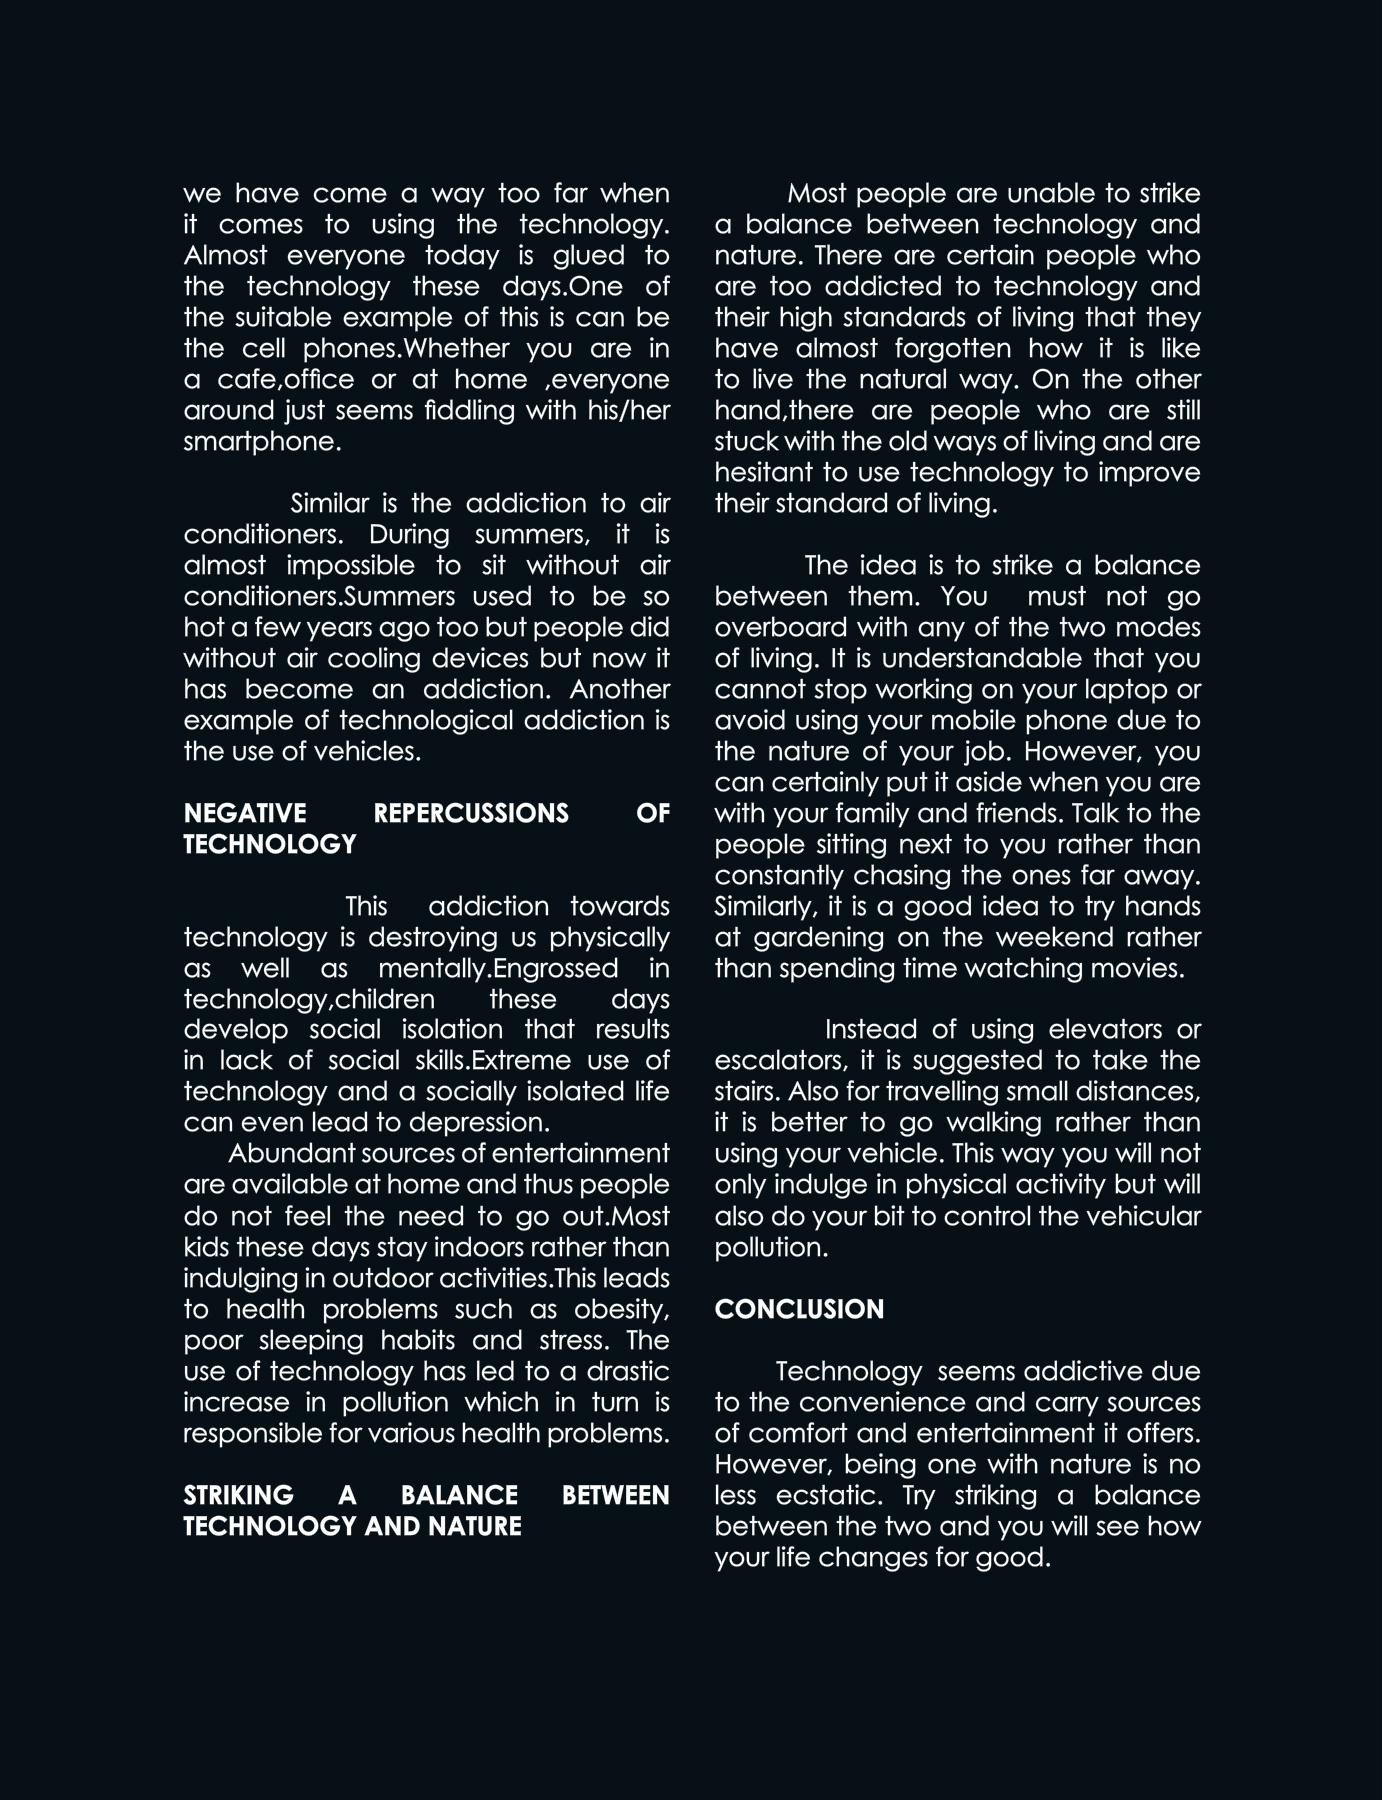 we have come a way too far when
it comes to using the technology.
Almost everyone today is glued to
the technology these days.One of
the suitable example of this is can be
the cell phones.Whether you are in
a cafe,office or at home ,everyone
around just seems fiddling with his/her
smartphone.
Similar is the addiction to air
conditioners. During summers, it is
almost impossible to sit without air
conditioners.Summers used to be so
hot a few years ago too but people did
without air cooling devices but now it
has become an addiction. Another
example of technological addiction is
the use of vehicles.
NEGATIVE REPERCUSSIONS OF
TECHNOLOGY
This addiction towards
technology is destroying us physically
as well as mentally.Engrossed in
technology,children these days
develop social isolation that results
in lack of social skills.Extreme use of
technology and a socially isolated life
can even lead to depression.
Abundant sources of entertainment
are available at home and thus people
do not feel the need to go out.Most
kids these days stay indoors rather than
indulging in outdoor activities.This leads
to health problems such as obesity,
poor sleeping habits and stress. The
use of technology has led to a drastic
increase in pollution which in turn is
responsible for various health problems.
STRIKING A BALANCE BETWEEN
TECHNOLOGY AND NATURE
Most people are unable to strike
a balance between technology and
nature. There are certain people who
are too addicted to technology and
their high standards of living that they
have almost forgotten how it is like
to live the natural way. On the other
hand,there are people who are still
stuck with the old ways of living and are
hesitant to use technology to improve
their standard of living.
The idea is to strike a balance
between them. You must not go
overboard with any of the two modes
of living. It is understandable that you
cannot stop working on your laptop or
avoid using your mobile phone due to
the nature of your job. However, you
can certainly put it aside when you are
with your family and friends. Talk to the
people sitting next to you rather than
constantly chasing the ones far away.
Similarly, it is a good idea to try hands
at gardening on the weekend rather
than spending time watching movies.
Instead of using elevators or
escalators, it is suggested to take the
stairs. Also for travelling small distances,
it is better to go walking rather than
using your vehicle. This way you will not
only indulge in physical activity but will
also do your bit to control the vehicular
pollution.
CONCLUSION
Technology seems addictive due
to the convenience and carry sources
of comfort and entertainment it offers.
However, being one with nature is no
less ecstatic. Try striking a balance
between the two and you will see how
your life changes for good.